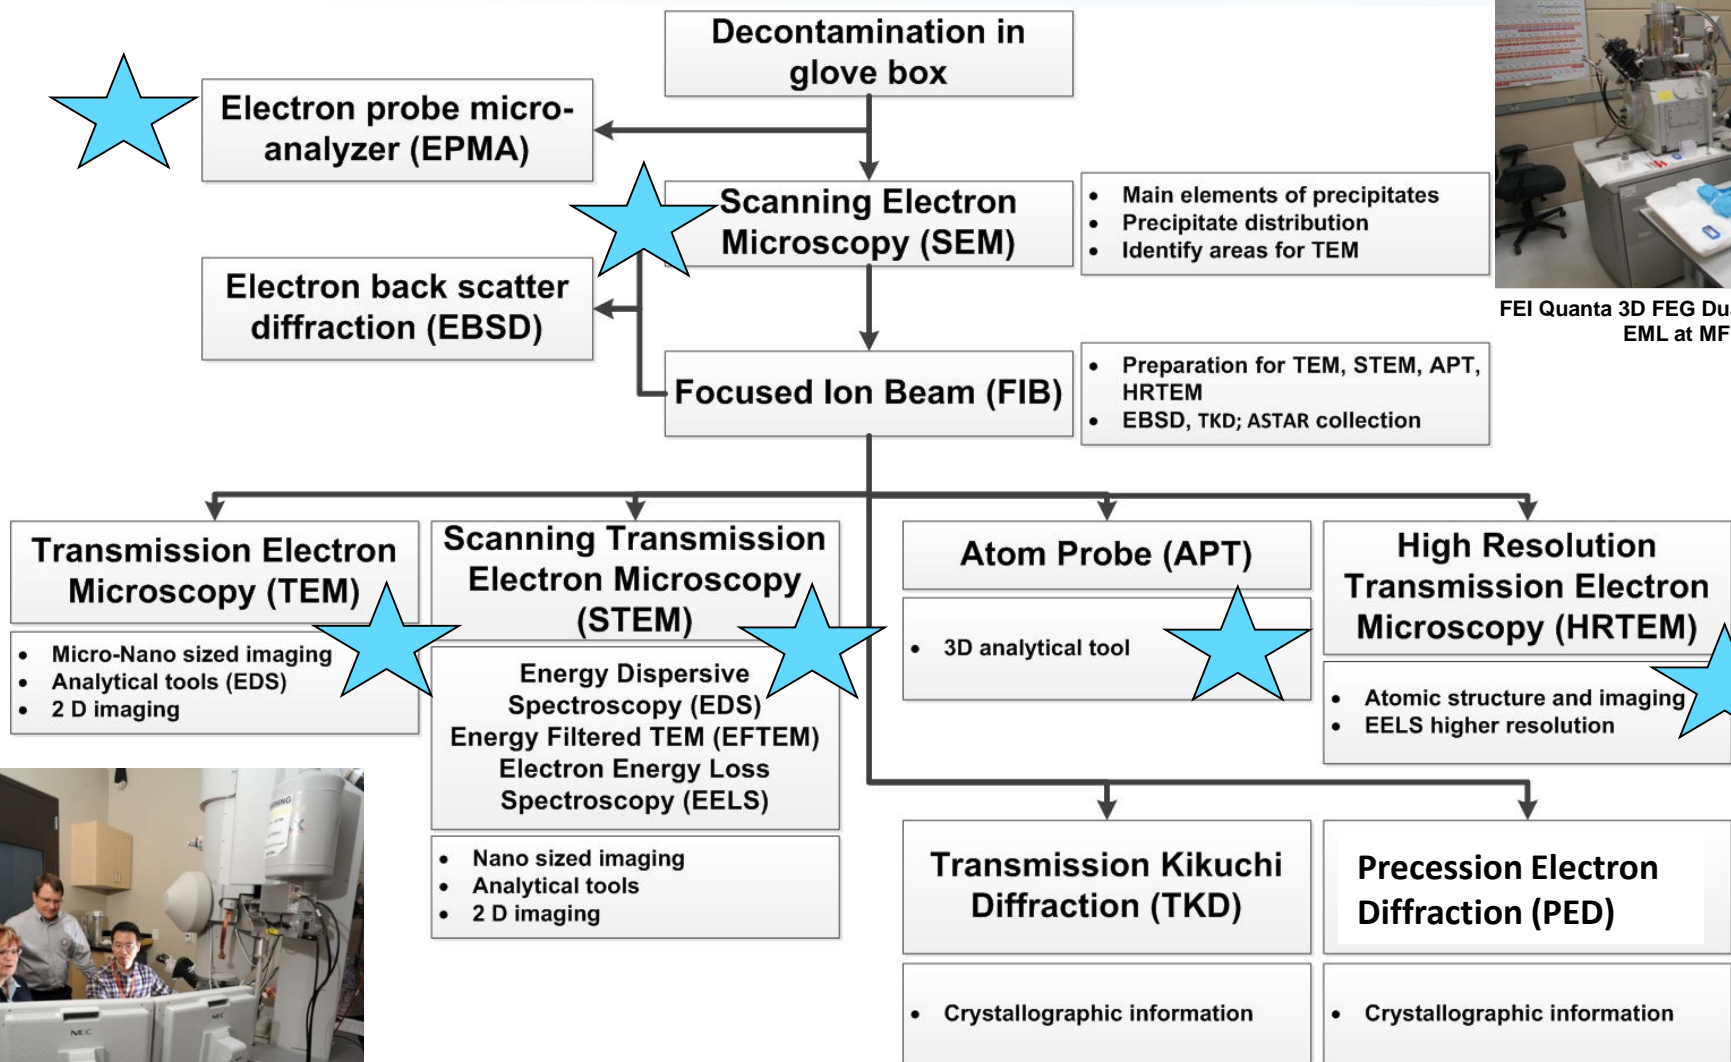 Decontamination in
glove box
Electron probe micro-
analyzer (EPMA)
Scanning Electron
Microscopy (SEM)
• Main elements of precipitates
• Precipitate distribution
• Identify areas for TEM
Electron back scatter
diffraction (EBSD)
FEI Quanta 3D FEG Dua
EML at MF
Focused Ion Beam (FIB)
• Preparation for TEM, STEM, APT,
HRTEM
• EBSD, TKD; ASTAR collection
Transmission Electron
Microscopy (TEM)
• Micro-Nano sized imaging
• Analytical tools (EDS)
• 2 D imaging
Scanning Transmission
Electron Microscopy
(STEM)
Energy Dispersive
Spectroscopy (EDS)
Energy Filtered TEM (EFTEM)
Electron Energy Loss
Spectroscopy (EELS)
• Nano sized imaging
• Analytical tools
• 2 D imaging
Atom Probe (APT)
• 3D analytical tool
High Resolution
Transmission Electron
Microscopy (HRTEM)
• Atomic structure and imaging
• EELS higher resolution
Transmission Kikuchi
Diffraction (TKD)
• Crystallographic information
Precession Electron
Diffraction (PED)
• Crystallographic information
NEC
NEC